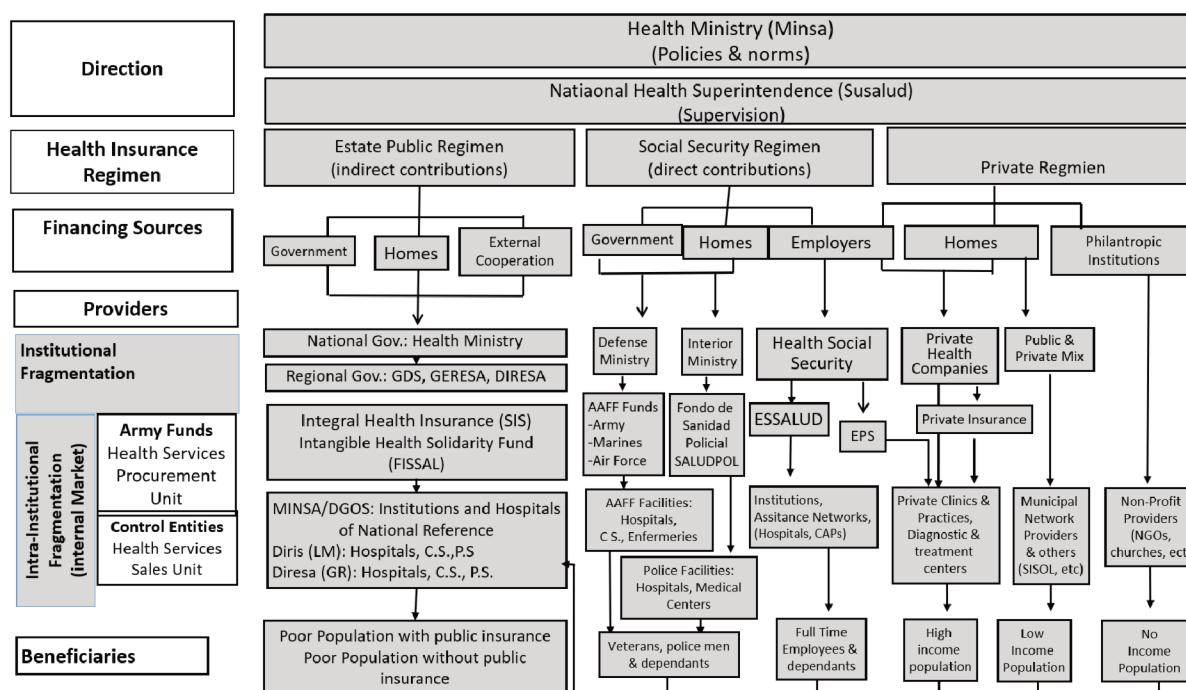 Direction
Health Ministry (Minsa)
(Policies & norms)
Natiaonal Health Superintendence (Susalud)
(Supervision)
Health Insurance
Regimen
Estate Public Regimen
(indirect contributions)
Social Security Regimen
(direct contributions)
Private Regmien
Financing Sources
Government
Homes
External
Cooperation
Government
Homes
Employers
Homes
Philantropic
Institutions
Providers
Institutional
Fragmentation
National Gov.: Health Ministry
Regional Gov.: GDS, GERESA, DIRESA
Defense
Ministry
Interior
Ministry
Health Social
Security
Private
Health
Companies
Public &
Private Mix
Intra-Institutional
Fragmentation
(internal Market)
Army Funds
Health Services
Procurement
Unit
Control Entities
Health Services
Sales Unit
Integral Health Insurance (SIS)
Intangible Health Solidarity Fund
(FISSAL)
AAFF Funds
-Army
-Marines
-Air Force
Fondo de
Sanidad
Policial
SALUDPOL
ESSALUD
EPS
Private Insurance
MINSA/DGOS: Institutions and Hospitals
of National Reference
Diris (LM): Hospitals, C.S.,P.S
Diresa (GR): Hospitals, C.S., P.S.
AAFF Facilities:
Hospitals,
C S., Enfermeries
Police Facilities:
Hospitals, Medical
Centers
Institutions,
Assitance Networks,
(Hospitals, CAPs)
Private Clinics &
Practices,
Diagnostic &
treatment
centers
Municipal
Network
Providers
& others
(SISOL, etc)
Non-Profit
Providers
(NGOs,
churches, ect
Beneficiaries
Poor Population with public insurance
Poor Population without public
insurance
Veterans, police men
& dependants
Full Time
Employees &
dependants
High
income
population
Low
Income
Population
No
Income
Population